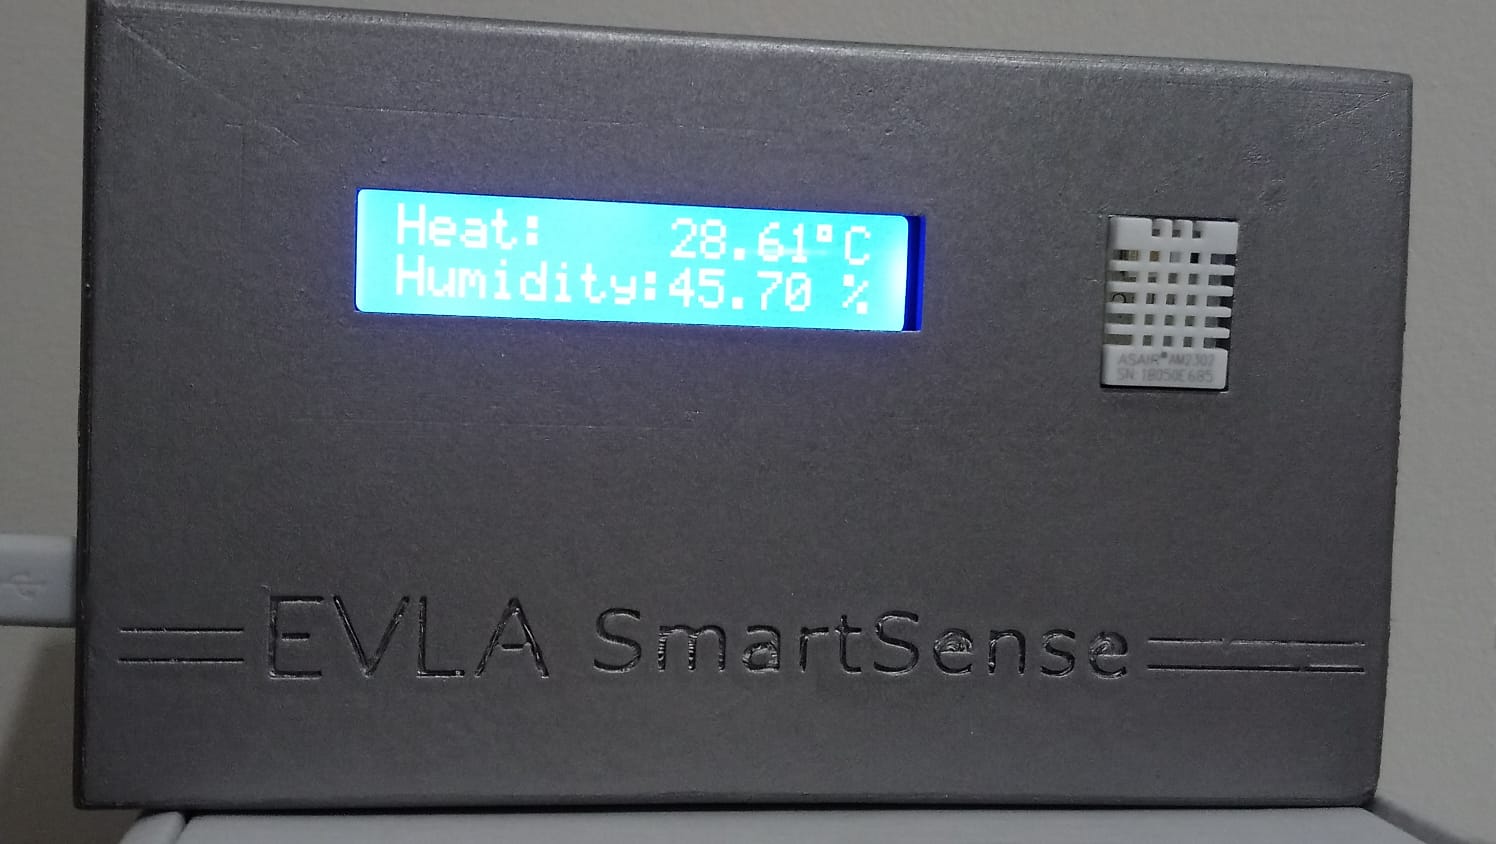 Heat: 28.61°C
Humidity:45.70 %
ASAIR® AM2302
SN:18050E685
EVLA SmartSense